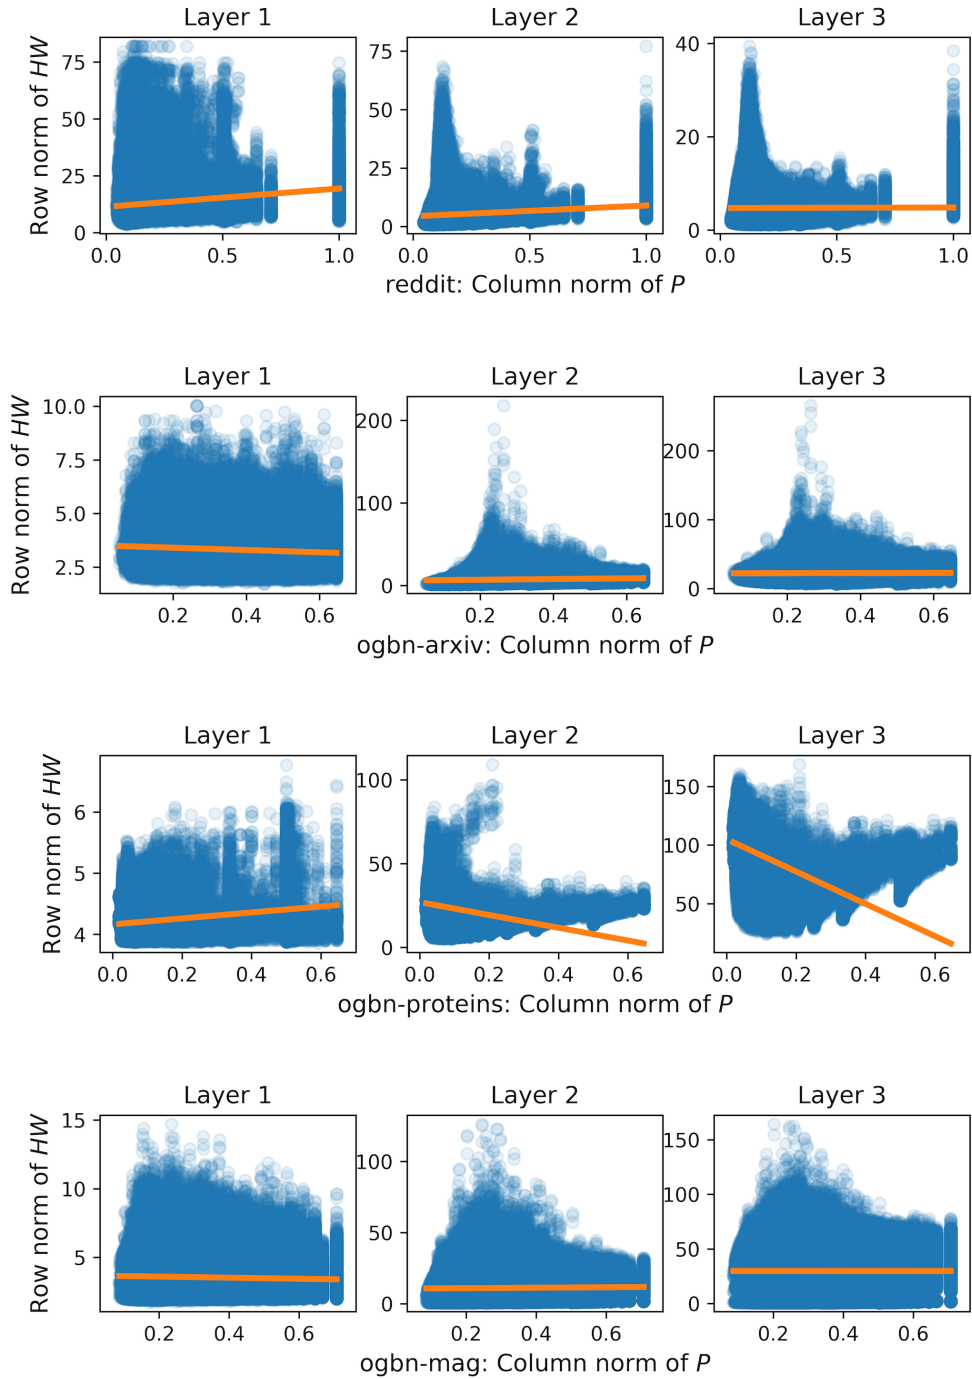 Layer 1 Layer 2 Layer 3
Row norm of HW
75
50
25
0
75
50
25
0
40
20
0
0.0 0.5 1.0 0.0 0.5 1.0 0.0 0.5 1.0
reddit: Column norm of P
Layer 1 Layer 2 Layer 3
Row norm of HW
10.0
7.5
5.0
2.5
200
100
0
200
100
0
0.2 0.4 0.6 0.2 0.4 0.6 0.2 0.4 0.6
ogbn-arxiv: Column norm of P
Layer 1 Layer 2 Layer 3
Row norm of HW
6
5
4
100
50
0
150
100
50
0.0 0.2 0.4 0.6 0.0 0.2 0.4 0.6 0.0 0.2 0.4 0.6
ogbn-proteins: Column norm of P
Layer 1 Layer 2 Layer 3
Row norm of HW
15
10
5
100
50
0
150
100
50
0
0.2 0.4 0.6 0.2 0.4 0.6 0.2 0.4 0.6
ogbn-mag: Column norm of P